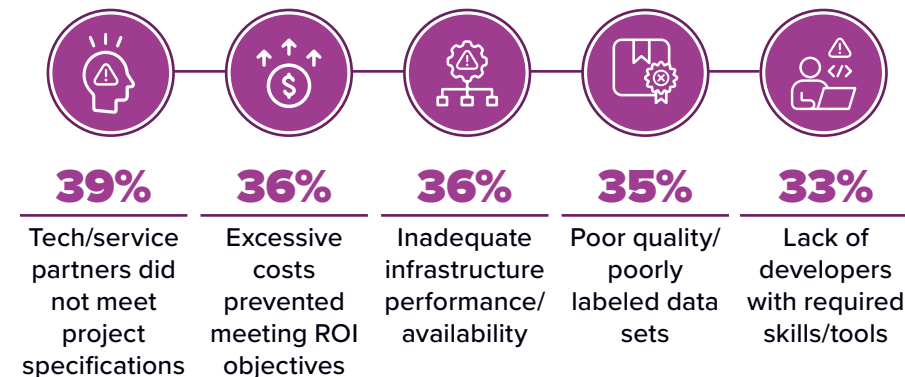 $
</>
39%
Tech/service
partners did
not meet
project
specifications
36%
Excessive
costs
prevented
meeting ROI
objectives
36%
Inadequate
infrastructure
performance/
availability
35%
Poor quality/
poorly
labeled data
sets
33%
Lack of
developers
with required
skills/tools